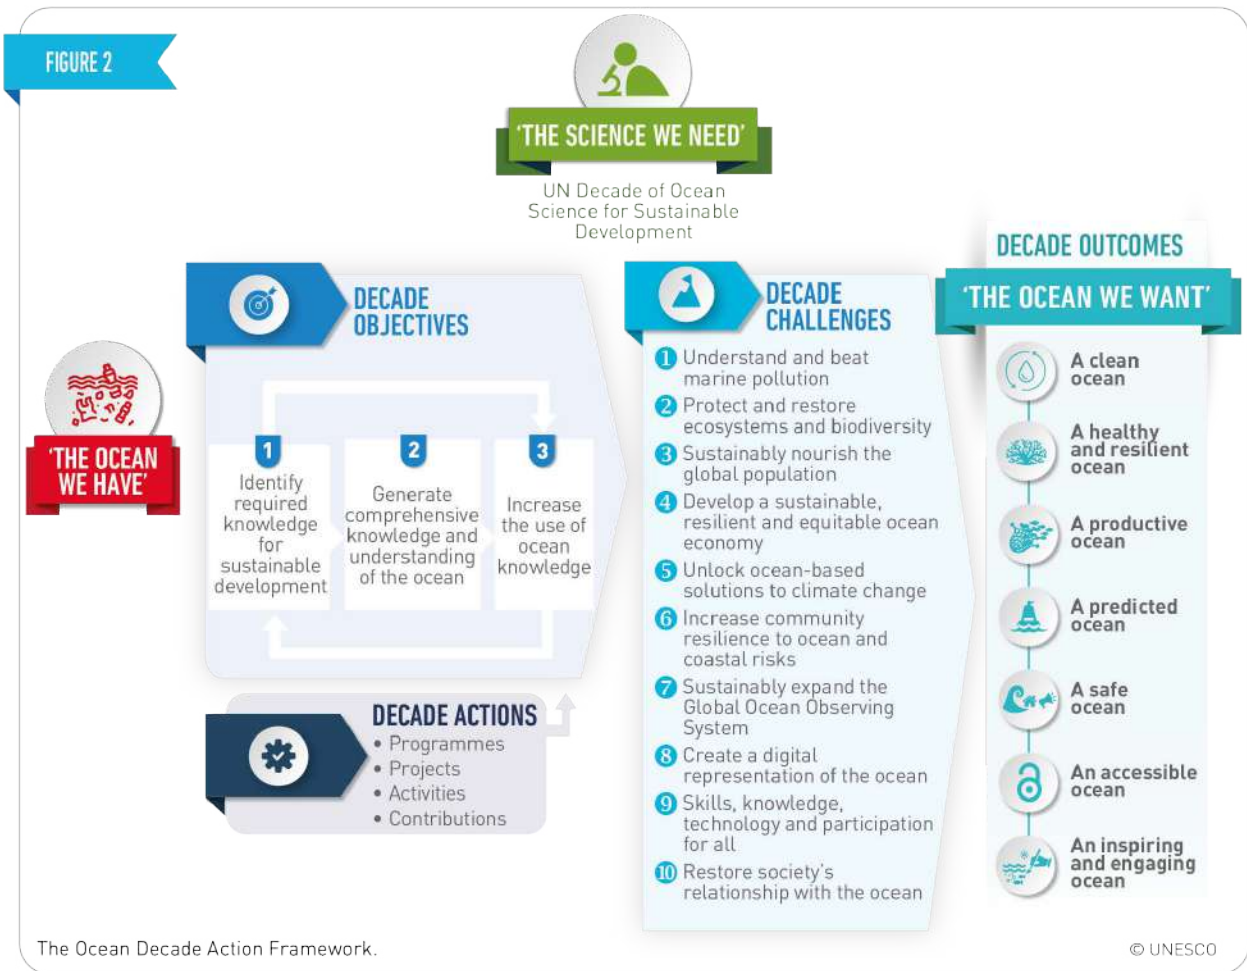 FIGURE 2
'THE SCIENCE WE NEED'
UN Decade of Ocean
Science for Sustainable
Development
'THE OCEAN
WE HAVE'
DECADE
OBJECTIVES
1
Identify
required
knowledge
for
sustainable
development
2
Generate
comprehensive
knowledge and
understanding
of the ocean
3
Increase
the use of
ocean
knowledge
DECADE ACTIONS
• Programmes
• Projects
• Activities
• Contributions
DECADE
CHALLENGES
1 Understand and beat
marine pollution
2 Protect and restore
ecosystems and biodiversity
3 Sustainably nourish the
global population
4 Develop a sustainable,
resilient and equitable ocean
economy
5 Unlock ocean-based
solutions to climate change
6 Increase community
resilience to ocean and
coastal risks
7 Sustainably expand the
Global Ocean Observing
System
8 Create a digital
representation of the ocean
9 Skills, knowledge,
technology and participation
for all
10 Restore society's
relationship with the ocean
DECADE OUTCOMES
'THE OCEAN WE WANT'
A clean
ocean
A healthy
and resilient
ocean
A productive
ocean
A predicted
ocean
A safe
ocean
An accessible
ocean
An inspiring
and engaging
ocean
The Ocean Decade Action Framework.
© UNESCO